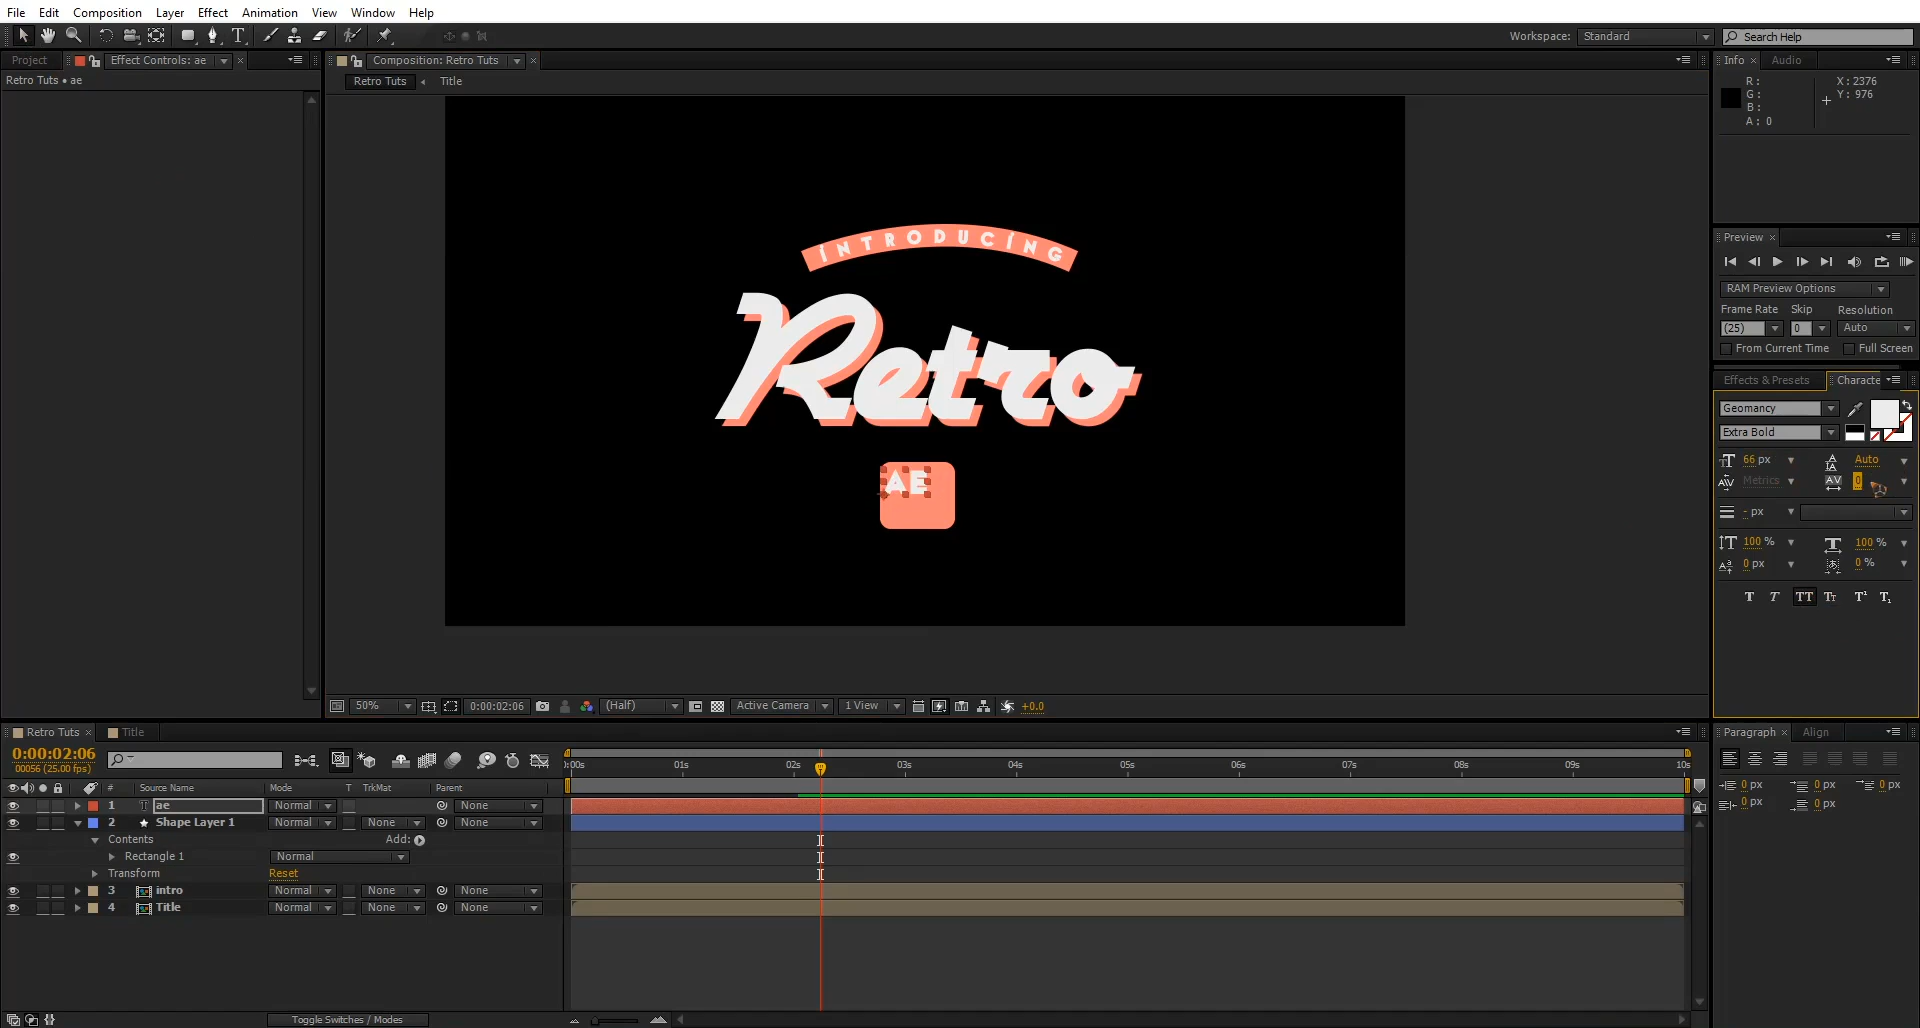 File Edit Composition Layer Effect Animation View Window Help
Workspace: Standard Search Help
Project Effect Controls: ae Composition: Retro Tuts Info Audio
Retro Tuts • ae
Retro Tuts Title
R :
G :
B :
A : 0
X : 2376
Y : 976
INTRODUCING
Retro
AE
Preview
RAM Preview Options
Frame Rate Skip Resolution
(25) 0 Auto
From Current Time Full Screen
Effects & Presets Characte
Geomancy
Extra Bold
66 px Auto
Metrics 0
- px
100 % 100 %
0 px 0 %
50% 0:00:02:06 (Half) Active Camera 1 View +0.0
Retro Tuts Title
0:00:02:06
00056 (25.00 fps)
:00s 01s 02s 03s 04s 05s 06s 07s 08s 09s 10s
# Source Name Mode T TrkMat Parent
1 ae Normal None
2 Shape Layer 1 Normal None None
Contents Add:
Rectangle 1 Normal
Transform Reset
3 intro Normal None None
4 Title Normal None None
Toggle Switches / Modes
Paragraph Align
0 px 0 px 0 px
0 px 0 px